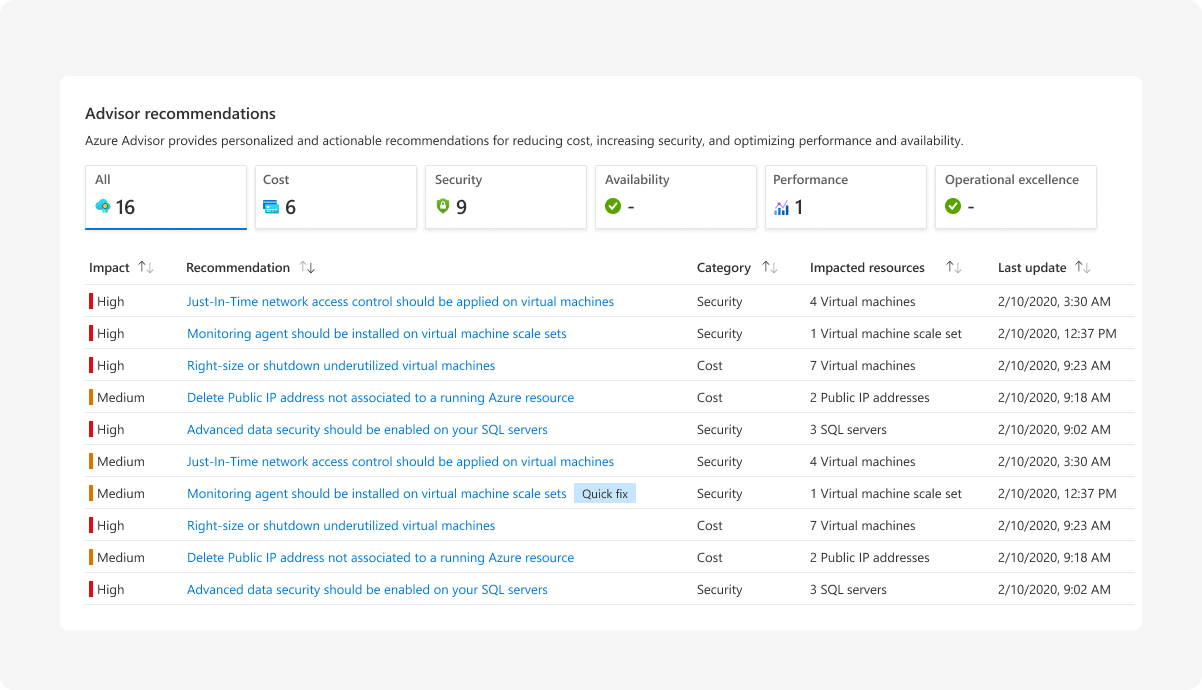 Advisor recommendations
Azure Advisor provides personalized and actionable recommendations for reducing cost, increasing security, and optimizing performance and availability.
All Cost Security Availability Performance Operational excellence
16 6 9 - 1 -
Impact Recommendation Category Impacted resources Last update
High Just-In-Time network access control should be applied on virtual machines Security 4 Virtual machines 2/10/2020, 3:30 AM
High Monitoring agent should be installed on virtual machine scale sets Security 1 Virtual machine scale set 2/10/2020, 12:37 PM
High Right-size or shutdown underutilized virtual machines Cost 7 Virtual machines 2/10/2020, 9:23 AM
Medium Delete Public IP address not associated to a running Azure resource Cost 2 Public IP addresses 2/10/2020, 9:18 AM
High Advanced data security should be enabled on your SQL servers Security 3 SQL servers 2/10/2020, 9:02 AM
Medium Just-In-Time network access control should be applied on virtual machines Security 4 Virtual machines 2/10/2020, 3:30 AM
Medium Monitoring agent should be installed on virtual machine scale sets Quick fix Security 1 Virtual machine scale set 2/10/2020, 12:37 PM
High Right-size or shutdown underutilized virtual machines Cost 7 Virtual machines 2/10/2020, 9:23 AM
Medium Delete Public IP address not associated to a running Azure resource Cost 2 Public IP addresses 2/10/2020, 9:18 AM
High Advanced data security should be enabled on your SQL servers Security 3 SQL servers 2/10/2020, 9:02 AM